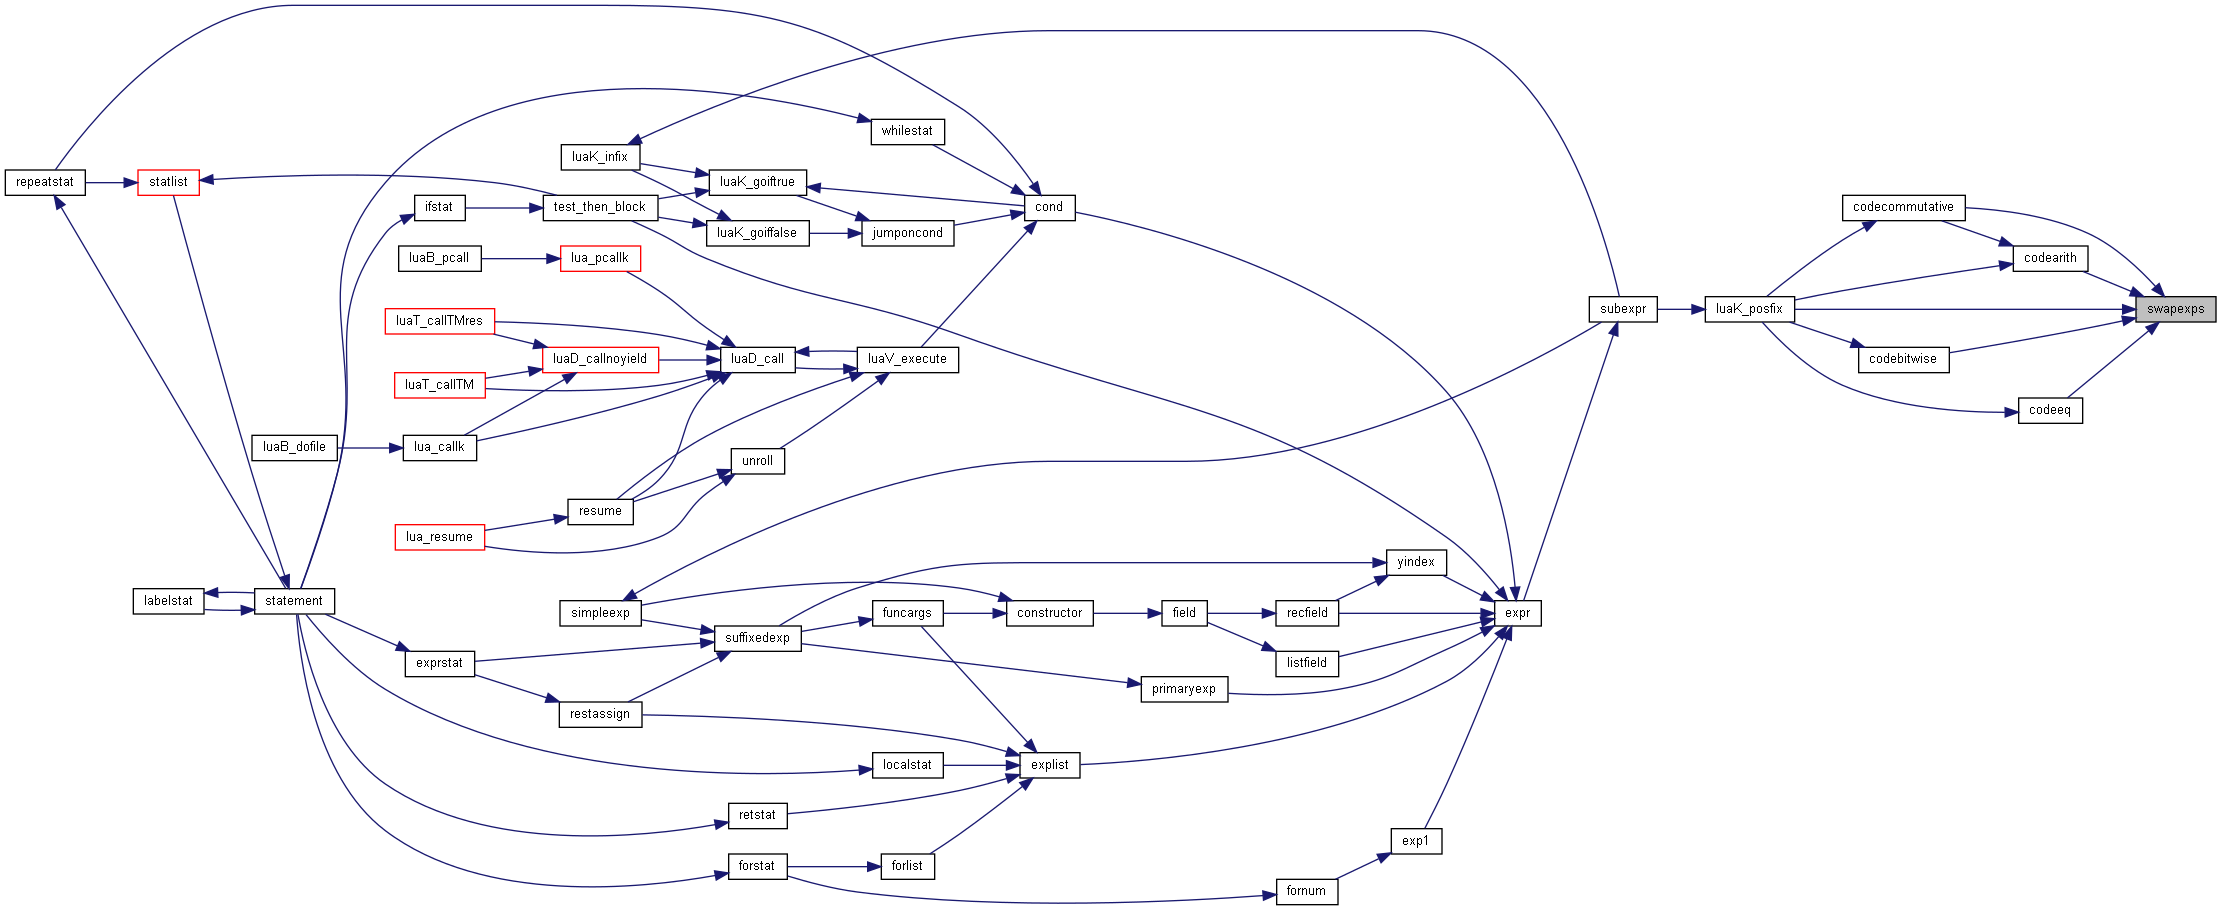 whilestat
luaK_infix
repeatstat
statlist
luaK_goiftrue
ifstat
test_then_block
cond
codecommutative
luaK_goiffalse
jumponcond
luaB_pcall
lua_pcallk
codearith
luaT_callTMres
subexpr
luaK_posfix
swapexps
luaD_callnoyield
luaD_call
luaV_execute
codebitwise
luaT_callTM
codeeq
luaB_dofile
lua_callk
unroll
resume
lua_resume
yindex
labelstat
statement
simpleexp
funcargs
constructor
field
recfield
expr
suffixedexp
exprstat
listfield
primaryexp
restassign
localstat
explist
retstat
exp1
forstat
forlist
fornum